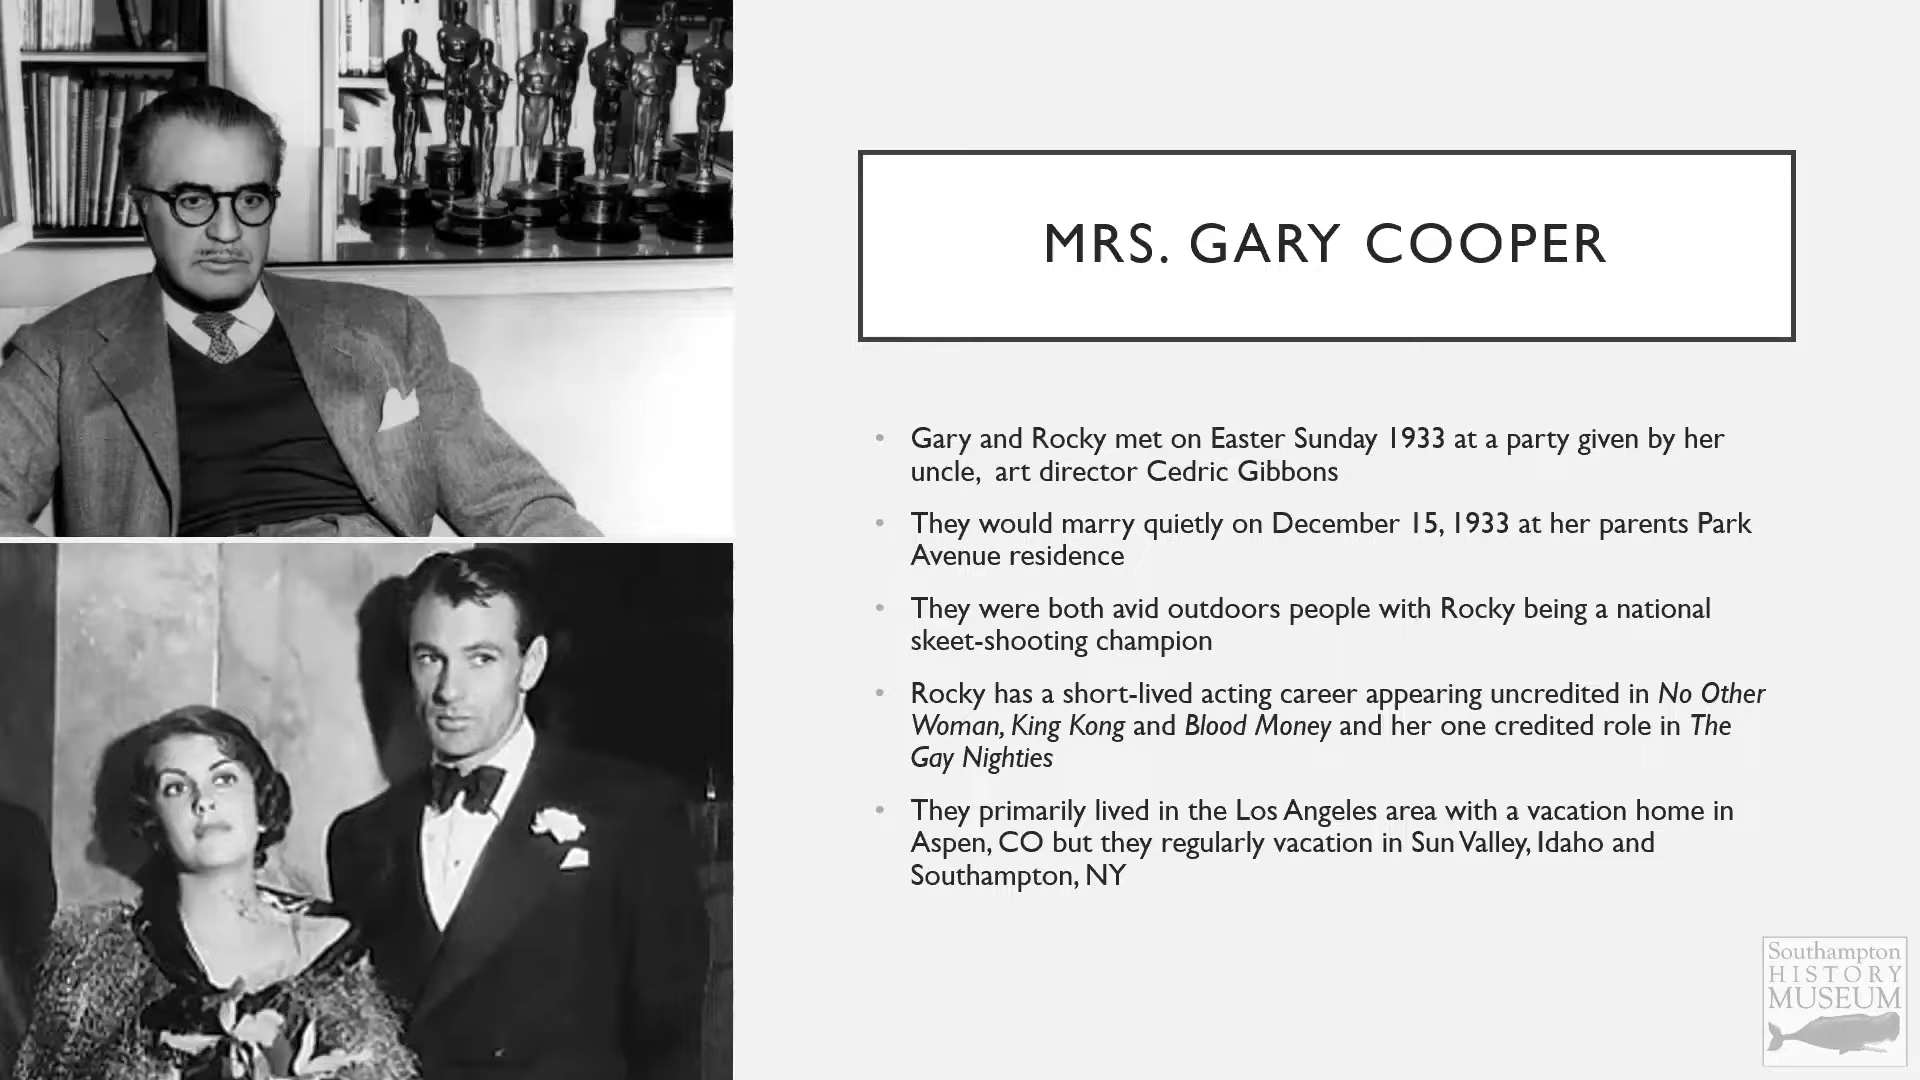 MRS. GARY COOPER
• Gary and Rocky met on Easter Sunday 1933 at a party given by her
uncle,  art director Cedric Gibbons
• They would marry quietly on December 15, 1933 at her parents Park
Avenue residence
• They were both avid outdoors people with Rocky being a national
skeet-shooting champion
• Rocky has a short-lived acting career appearing uncredited in No Other
Woman, King Kong and Blood Money and her one credited role in The
Gay Nighties
• They primarily lived in the Los Angeles area with a vacation home in
Aspen, CO but they regularly vacation in Sun Valley, Idaho and
Southampton, NY
Southampton
HISTORY
MUSEUM